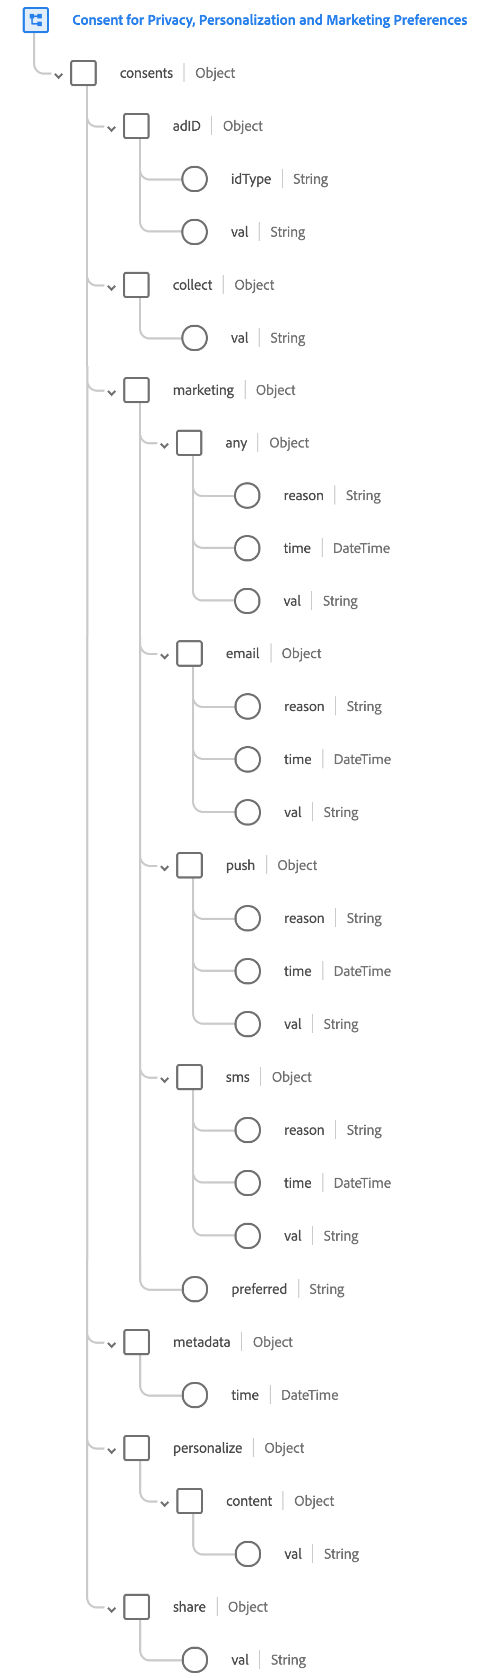 Consent for Privacy, Personalization and Marketing Preferences
consents Object
adID Object
idType String
val String
collect Object
val String
marketing Object
any Object
reason String
time DateTime
val String
email Object
reason String
time DateTime
val String
push Object
reason String
time DateTime
val String
sms Object
reason String
time DateTime
val String
preferred String
metadata Object
time DateTime
personalize Object
content Object
val String
share Object
val String